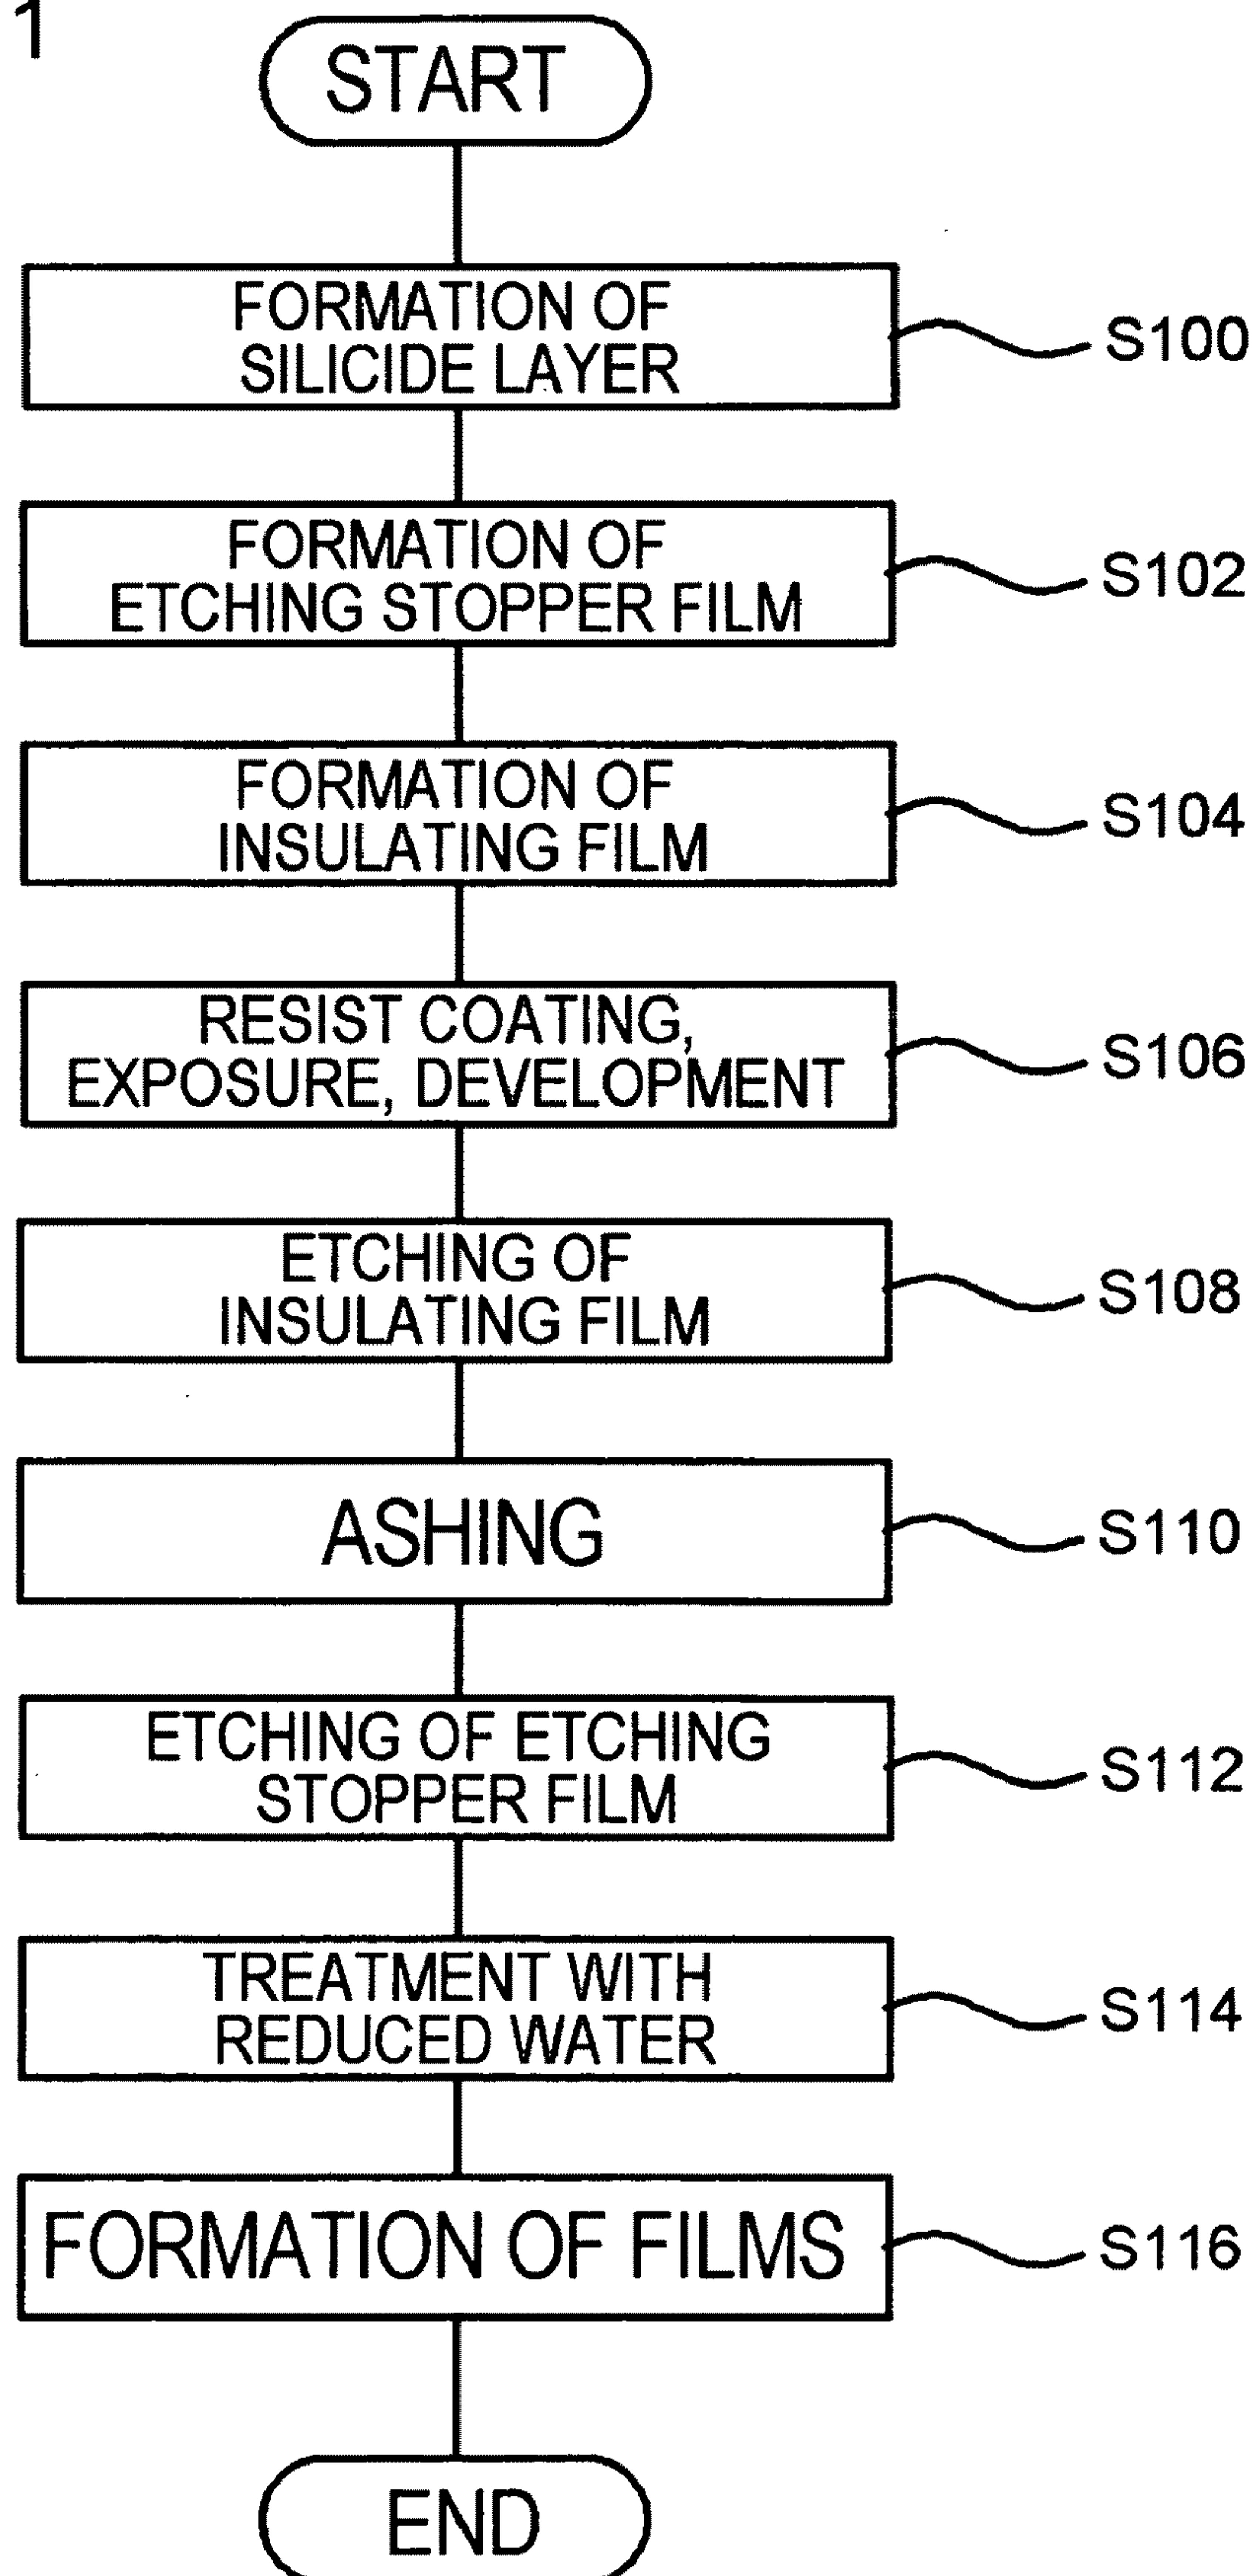 1
START
FORMATION OF
SILICIDE LAYER
S100
FORMATION OF
ETCHING STOPPER FILM
S102
FORMATION OF
INSULATING FILM
S104
RESIST COATING,
EXPOSURE, DEVELOPMENT
S106
ETCHING OF
INSULATING FILM
S108
ASHING
S110
ETCHING OF ETCHING
STOPPER FILM
S112
TREATMENT WITH
REDUCED WATER
S114
FORMATION OF FILMS
S116
END